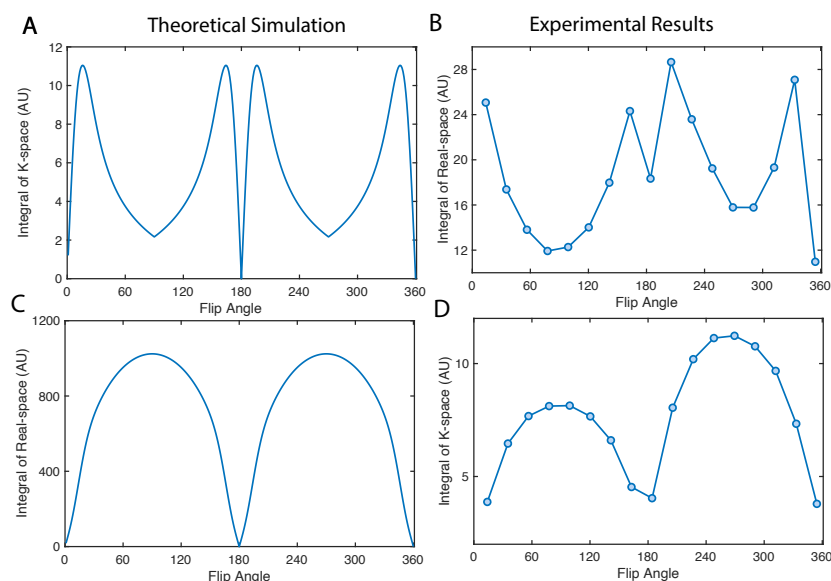 Theoretical Simulation
Experimental Results
A
Integral of K-space (AU)
12
10
8
6
4
2
0
0 60 120 180 240 300 360
Flip Angle
B
Integral of Real-space (AU)
28
24
20
16
12
0 60 120 180 240 300 360
Flip Angle
C
Integral of Real-space (AU)
1200
800
400
0
0 60 120 180 240 300 360
Flip Angle
D
Integral of K-space (AU)
10
5
0 60 120 180 240 300 360
Flip Angle